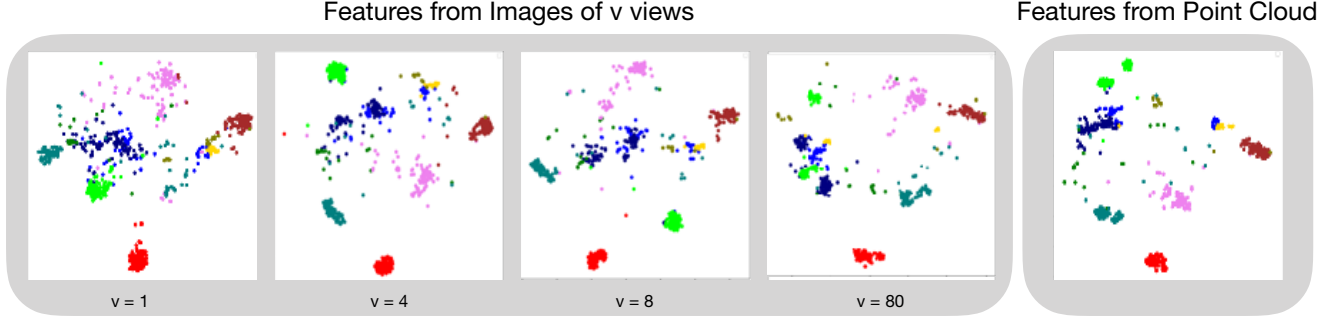 Features from Images of v views
Features from Point Cloud
v = 1
v = 4
v = 8
v = 80